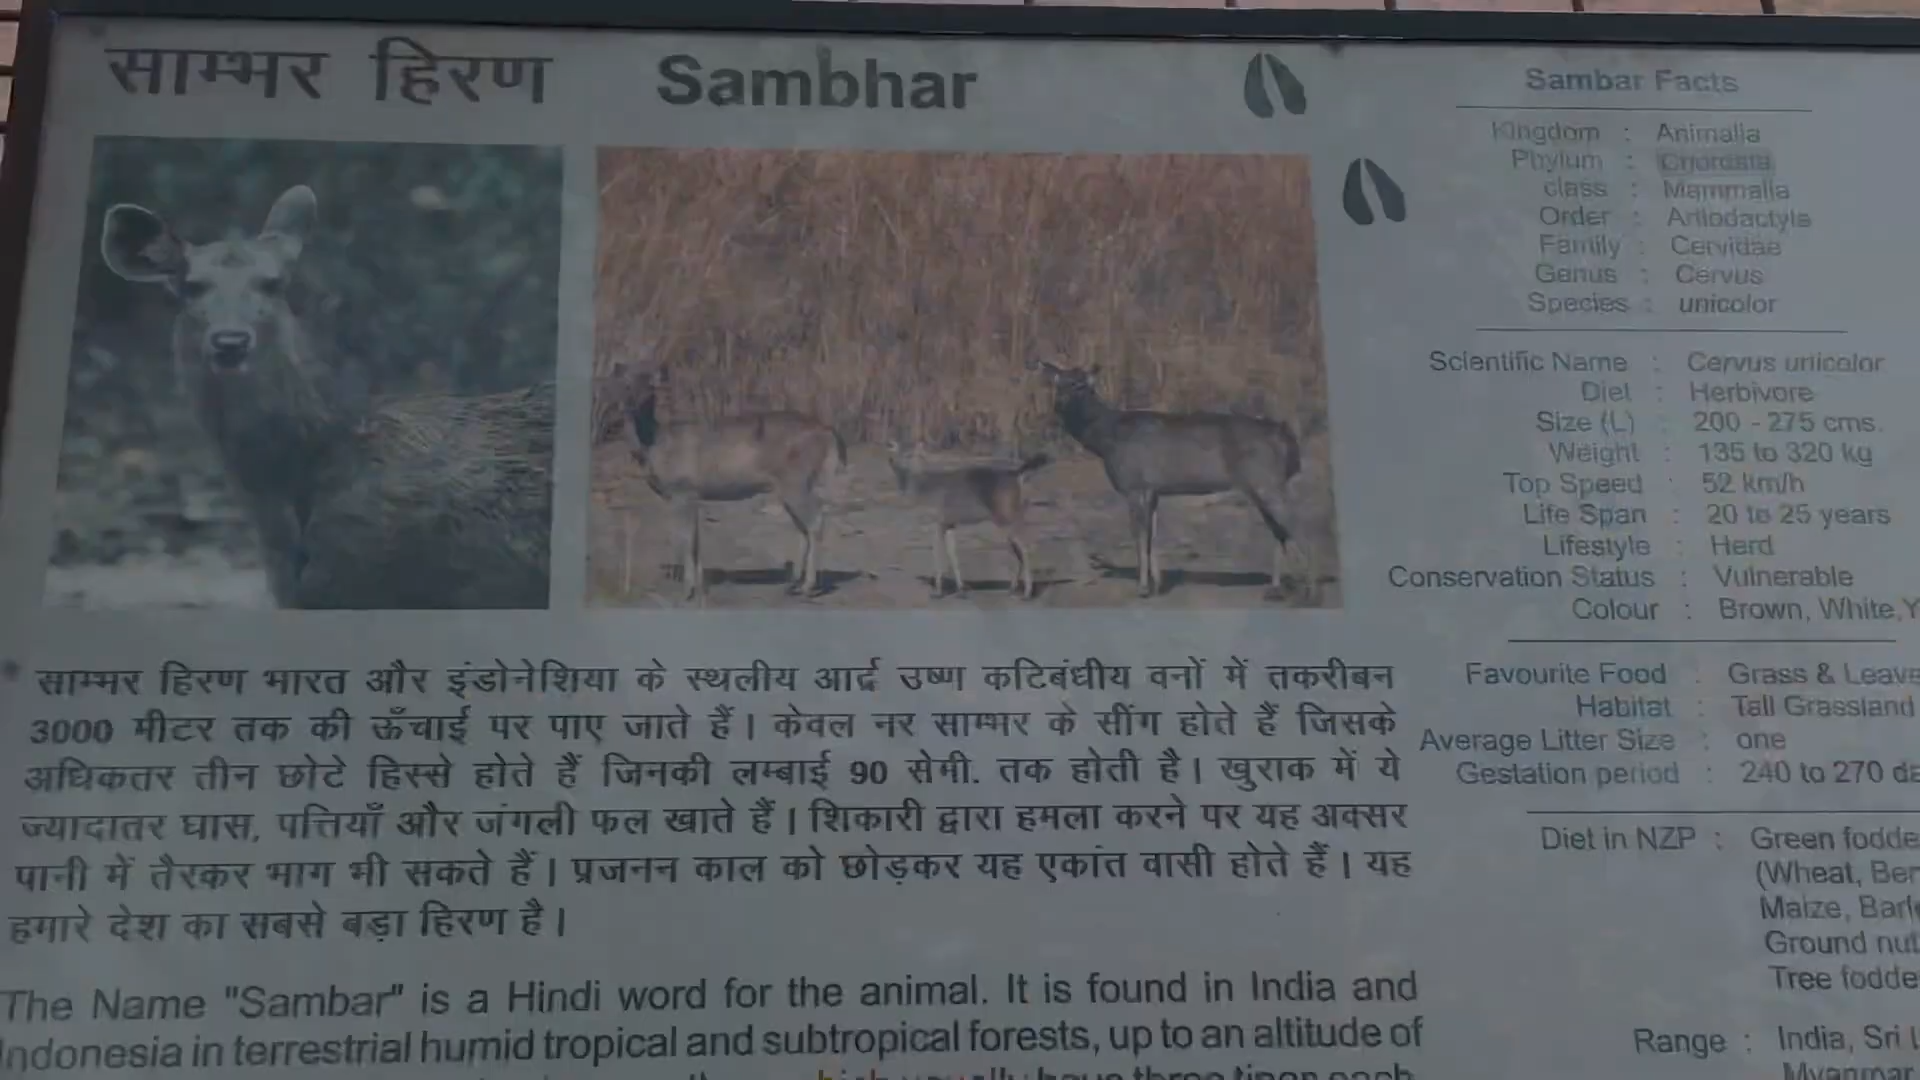 साम्भर हिरण Sambhar
साम्भर हिरण भारत और इंडोनेशिया के स्थलीय आर्द्र उष्ण कटिबंधीय वनों में तकरीबन
3000 मीटर तक की ऊँचाई पर पाए जाते हैं। केवल नर साम्भर के सींग होते हैं जिसके
अधिकतर तीन छोटे हिस्से होते हैं जिनकी लम्बाई 90 सेमी. तक होती है। खुराक में ये
ज्यादातर घास, पत्तियाँ और जंगली फल खाते हैं। शिकारी द्वारा हमला करने पर यह अक्सर
पानी में तैरकर भाग भी सकते हैं। प्रजनन काल को छोड़कर यह एकांत वासी होते हैं। यह
हमारे देश का सबसे बड़ा हिरण है।
The Name "Sambar" is a Hindi word for the animal. It is found in India and
Indonesia in terrestrial humid tropical and subtropical forests, up to an altitude of
Sambar Facts
Kingdom : Animalia
Phylum : Chordata
class : Mammalia
Order : Artiodactyla
Family : Cervidae
Genus : Cervus
Species : unicolor
Scientific Name : Cervus unicolor
Diet : Herbivore
Size (L) : 200 - 275 cms.
Weight : 135 to 320 kg
Top Speed : 52 km/h
Life Span : 20 to 25 years
Lifestyle : Herd
Conservation Status : Vulnerable
Colour : Brown, White,
Favourite Food : Grass &
Habitat : Tall Grassland
Average Litter Size : one
Gestation period : 240 to 270
Diet in NZP : Green
(Wheat,
Maize,
Ground
Tree
Range : India, Sri
Myanmar